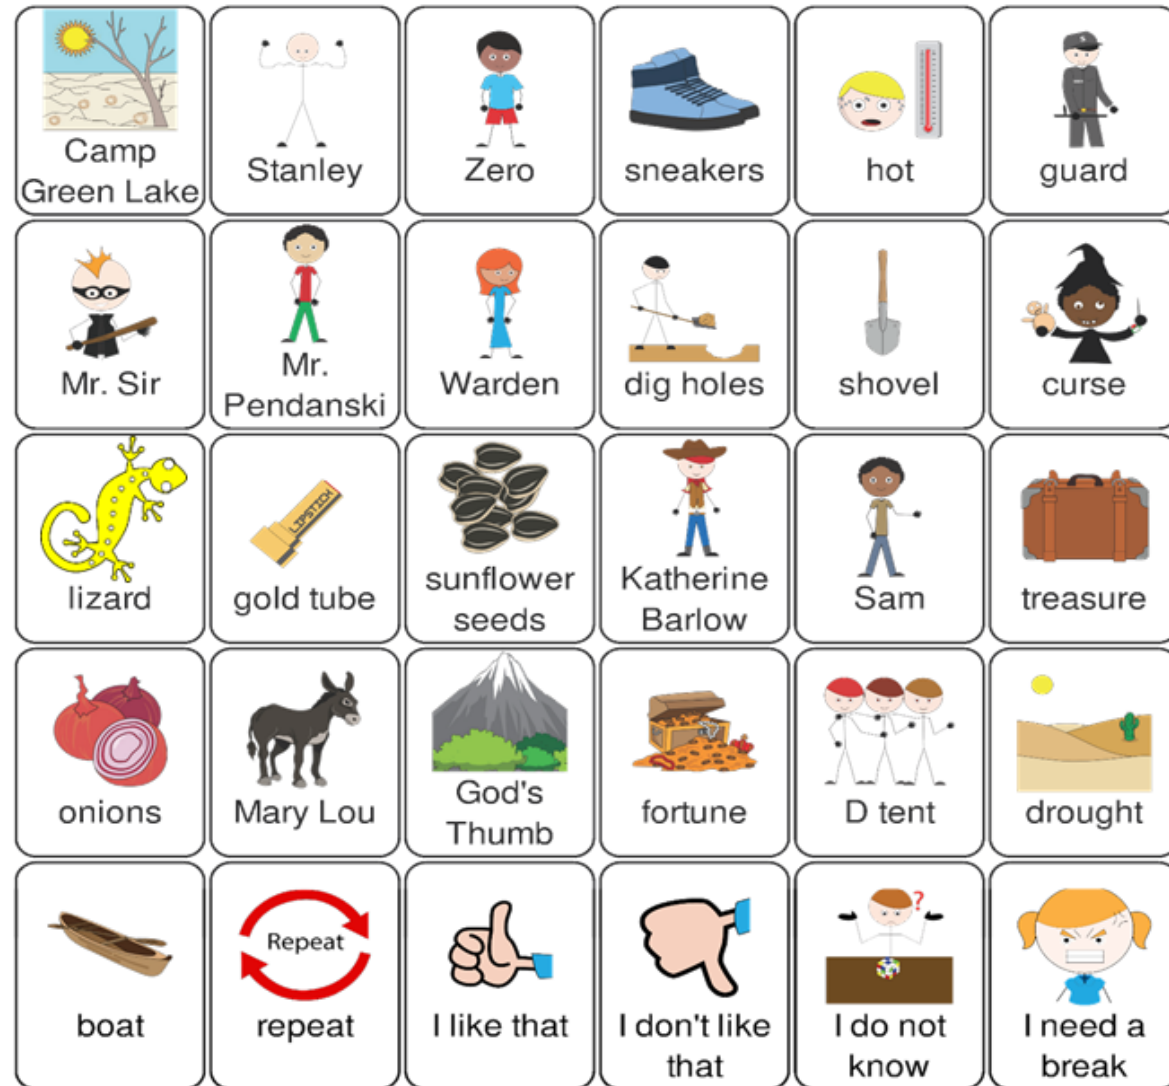 Camp
Green Lake
Stanley
Zero
sneakers
hot
guard
Mr. Sir
Mr.
Pendanski
Warden
dig holes
shovel
curse
lizard
LIPSTICK
gold tube
sunflower
seeds
Katherine
Barlow
Sam
treasure
onions
Mary Lou
God's
Thumb
fortune
D tent
drought
boat
Repeat
repeat
I like that
I don't like
that
?
I do not
know
I need a
break